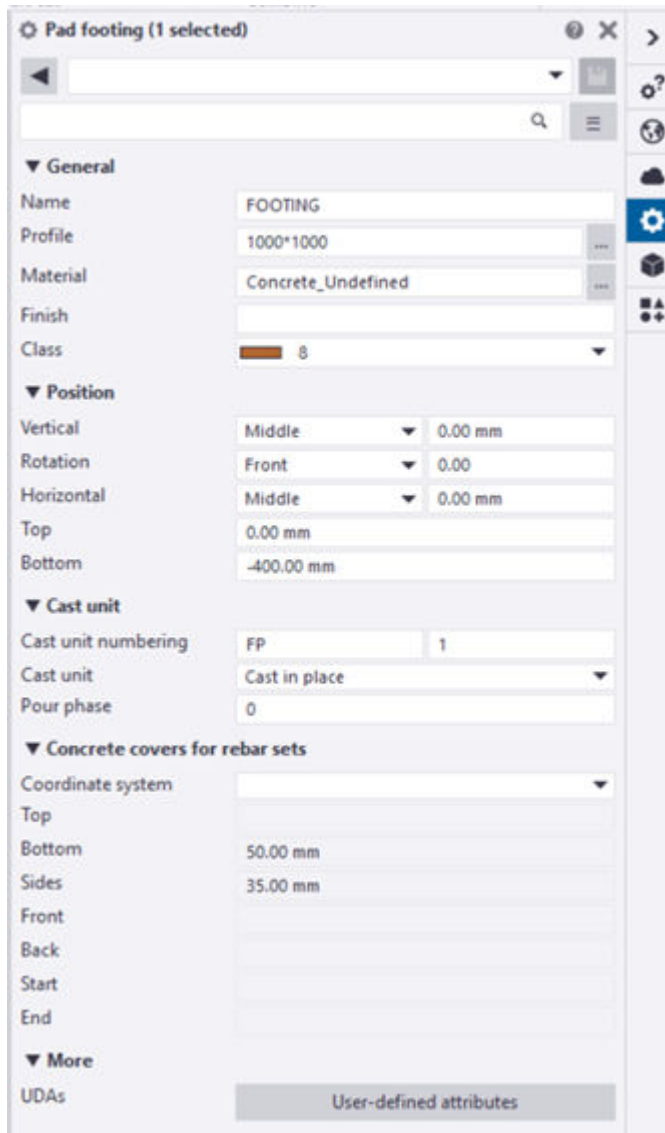 Pad footing (1 selected)
General
Name FOOTING
Profile 1000*1000 ...
Material Concrete_Undefined ...
Finish
Class 8
Position
Vertical Middle 0.00 mm
Rotation Front 0.00
Horizontal Middle 0.00 mm
Top 0.00 mm
Bottom -400.00 mm
Cast unit
Cast unit numbering FP 1
Cast unit Cast in place
Pour phase 0
Concrete covers for rebar sets
Coordinate system
Top
Bottom 50.00 mm
Sides 35.00 mm
Front
Back
Start
End
More
UDAs User-defined attributes